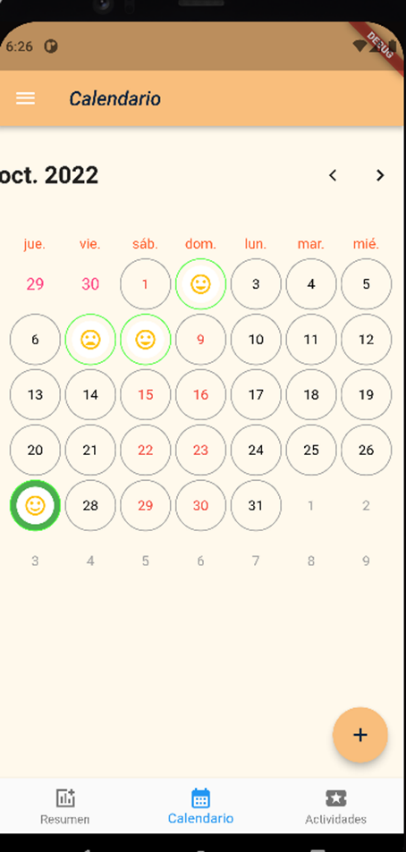 6:26
DEBUG
Calendario
oct. 2022
jue. vie. sáb. dom. lun. mar. mié.
29 30 1 3 4 5
6 9 10 11 12
13 14 15 16 17 18 19
20 21 22 23 24 25 26
28 29 30 31 1 2
3 4 5 6 7 8 9
+
Resumen Calendario Actividades